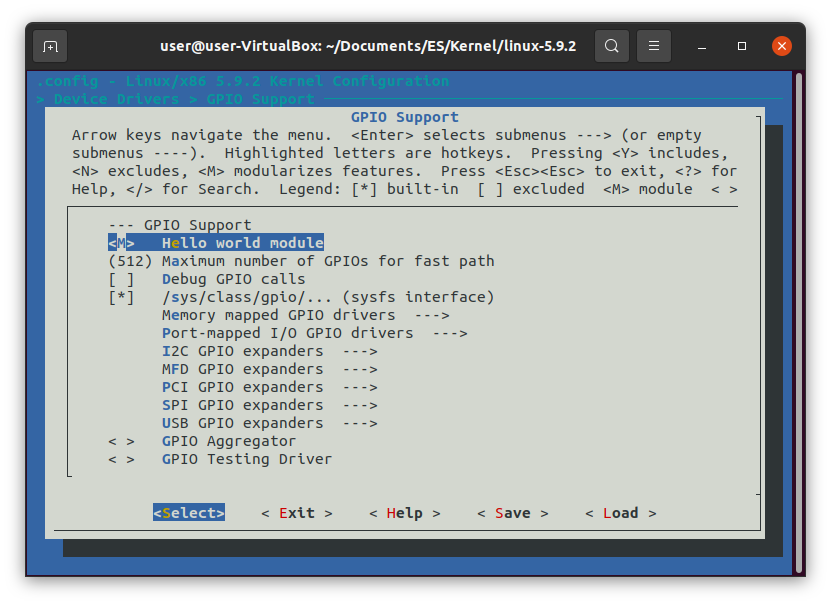 user@user-VirtualBox: ~/Documents/ES/Kernel/linux-5.9.2
.config - Linux/x86 5.9.2 Kernel Configuration
> Device Drivers > GPIO Support
GPIO Support
Arrow keys navigate the menu.  <Enter> selects submenus ---> (or empty
submenus ----).  Highlighted letters are hotkeys.  Pressing <Y> includes,
<N> excludes, <M> modularizes features.  Press <Esc><Esc> to exit, <?> for
Help, </> for Search.  Legend: [*] built-in  [ ] excluded  <M> module  < >
--- GPIO Support
<M>   Hello world module
(512) Maximum number of GPIOs for fast path
[ ]   Debug GPIO calls
[*]   /sys/class/gpio/... (sysfs interface)
Memory mapped GPIO drivers  --->
Port-mapped I/O GPIO drivers  --->
I2C GPIO expanders  --->
MFD GPIO expanders  --->
PCI GPIO expanders  --->
SPI GPIO expanders  --->
USB GPIO expanders  --->
< >   GPIO Aggregator
< >   GPIO Testing Driver
<Select>    < Exit >    < Help >    < Save >    < Load >